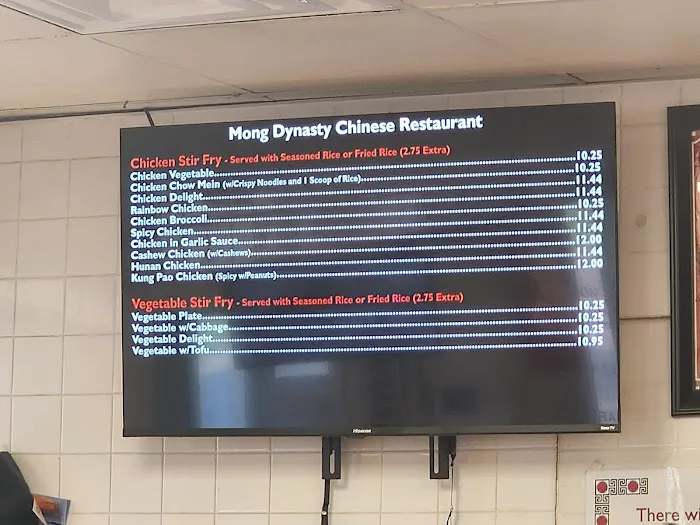 Mong Dynasty Chinese Restaurant
Chicken Stir Fry - Served with Seasoned Rice or Fried Rice (2.75 Extra)
Chicken Vegetable...10.25
Chicken Chow Mein (w/Crispy Noodles and 1 Scoop of Rice)...10.25
Chicken Delight...11.44
Rainbow Chicken...11.44
Chicken Broccoli...10.25
Spicy Chicken...11.44
Chicken in Garlic Sauce...11.44
Cashew Chicken (w/Cashews)...12.00
Hunan Chicken...11.44
Kung Pao Chicken (Spicy w/Peanuts)...12.00
Vegetable Stir Fry - Served with Seasoned Rice or Fried Rice (2.75 Extra)
Vegetable Plate...10.25
Vegetable w/Cabbage...10.25
Vegetable Delight...10.25
Vegetable w/Tofu...10.95
Hisense
Roku TV
There w